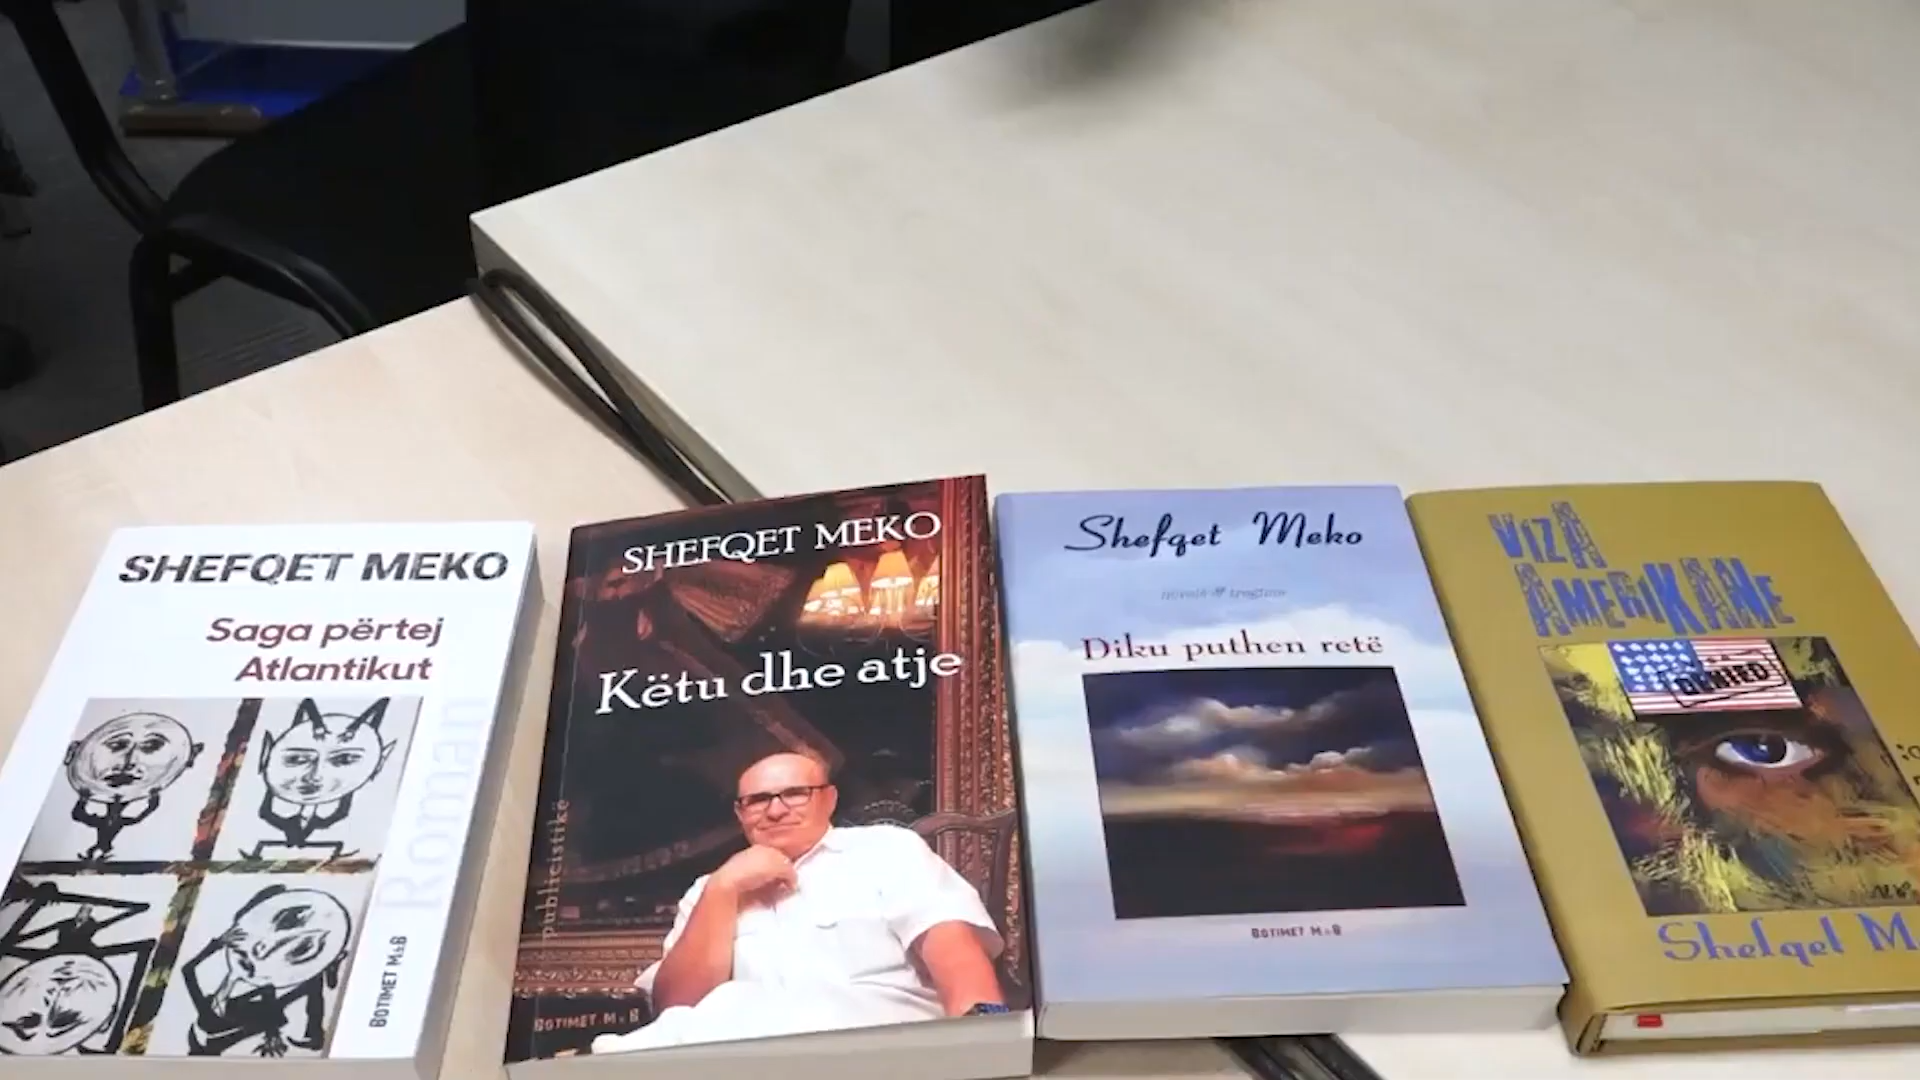 SHEFQET MEKO
Saga përtej
Atlantikut
Roman
BOTIMET M&B
SHEFQET MEKO
Këtu dhe atje
publicistikë
BOTIMET M&B
Shefqet Meko
Diku puthen retë
BOTIMET M&B
VIZA
AMERIKANE
DENIED
Shefqet M